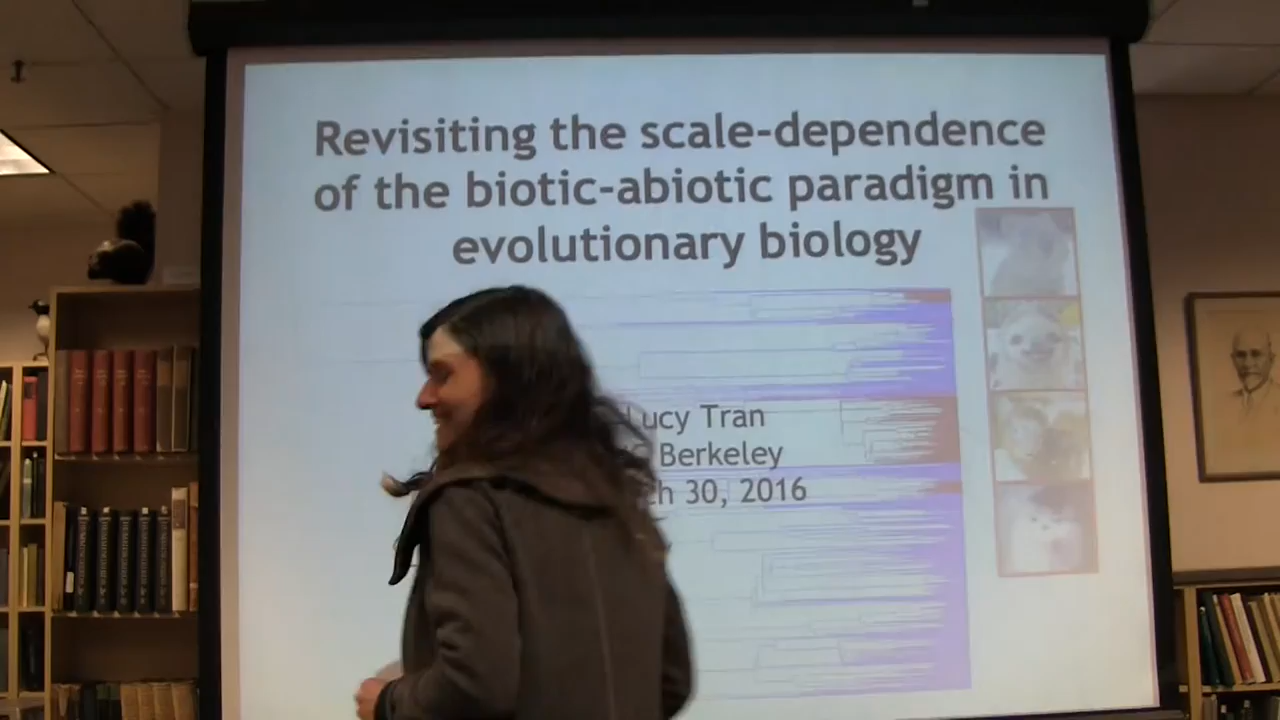 Revisiting the scale-dependence
of the biotic-abiotic paradigm in
evolutionary biology
Lucy Tran
Berkeley
30, 2016